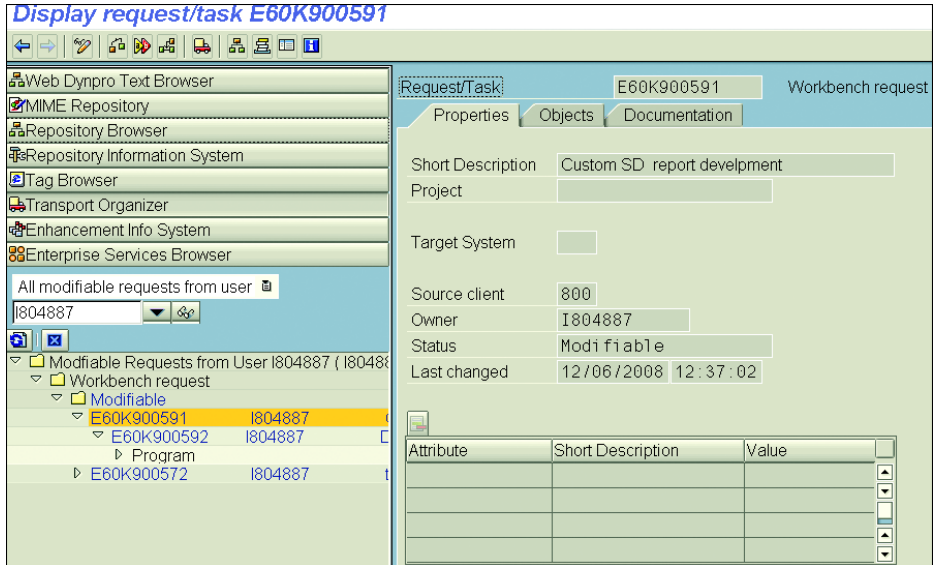 Display request/task E60K900591
Web Dynpro Text Browser
MIME Repository
Repository Browser
Repository Information System
Tag Browser
Transport Organizer
Enhancement Info System
Enterprise Services Browser
All modifiable requests from user
I804887
Modfiable Requests from User I804887 ( I80488
Workbench request
Modifiable
E60K900591 I804887
E60K900592 I804887 D
Program
E60K900572 I804887 t
Request/Task E60K900591 Workbench request
Properties Objects Documentation
Short Description Custom SD report develpment
Project
Target System
Source client 800
Owner I804887
Status Modifiable
Last changed 12/06/2008 12:37:02
Attribute Short Description Value